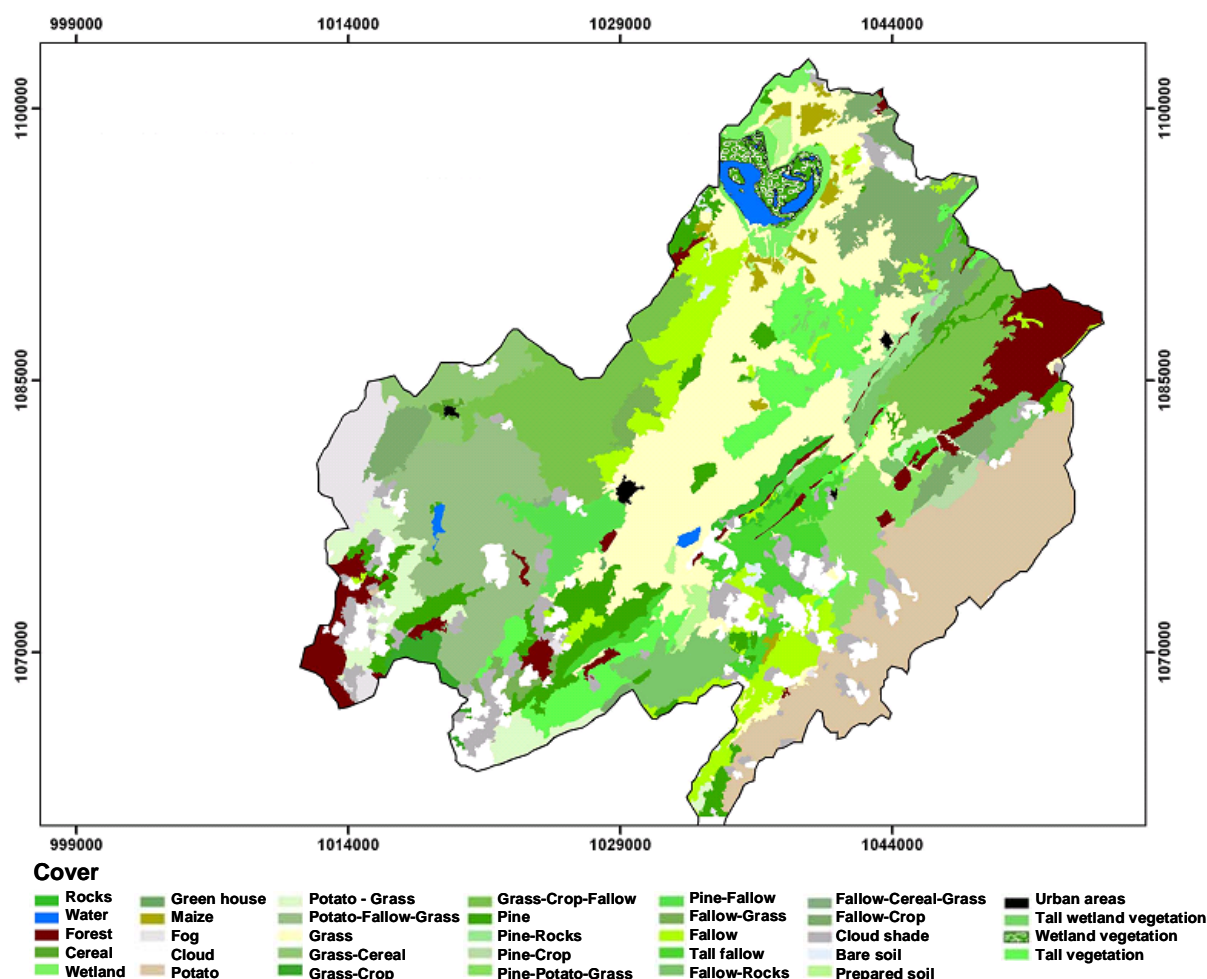 999000 1014000 1029000 1044000
1100000 1100000
1085000 1085000
1070000 1070000
999000 1014000 1029000 1044000
Cover
Rocks
Water
Forest
Cereal
Wetland
Green house
Maize
Fog
Cloud
Potato
Potato - Grass
Potato-Fallow-Grass
Grass
Grass-Cereal
Grass-Crop
Grass-Crop-Fallow
Pine
Pine-Rocks
Pine-Crop
Pine-Potato-Grass
Pine-Fallow
Fallow-Grass
Fallow
Tall fallow
Fallow-Rocks
Fallow-Cereal-Grass
Fallow-Crop
Cloud shade
Bare soil
Prepared soil
Urban areas
Tall wetland vegetation
Wetland vegetation
Tall vegetation